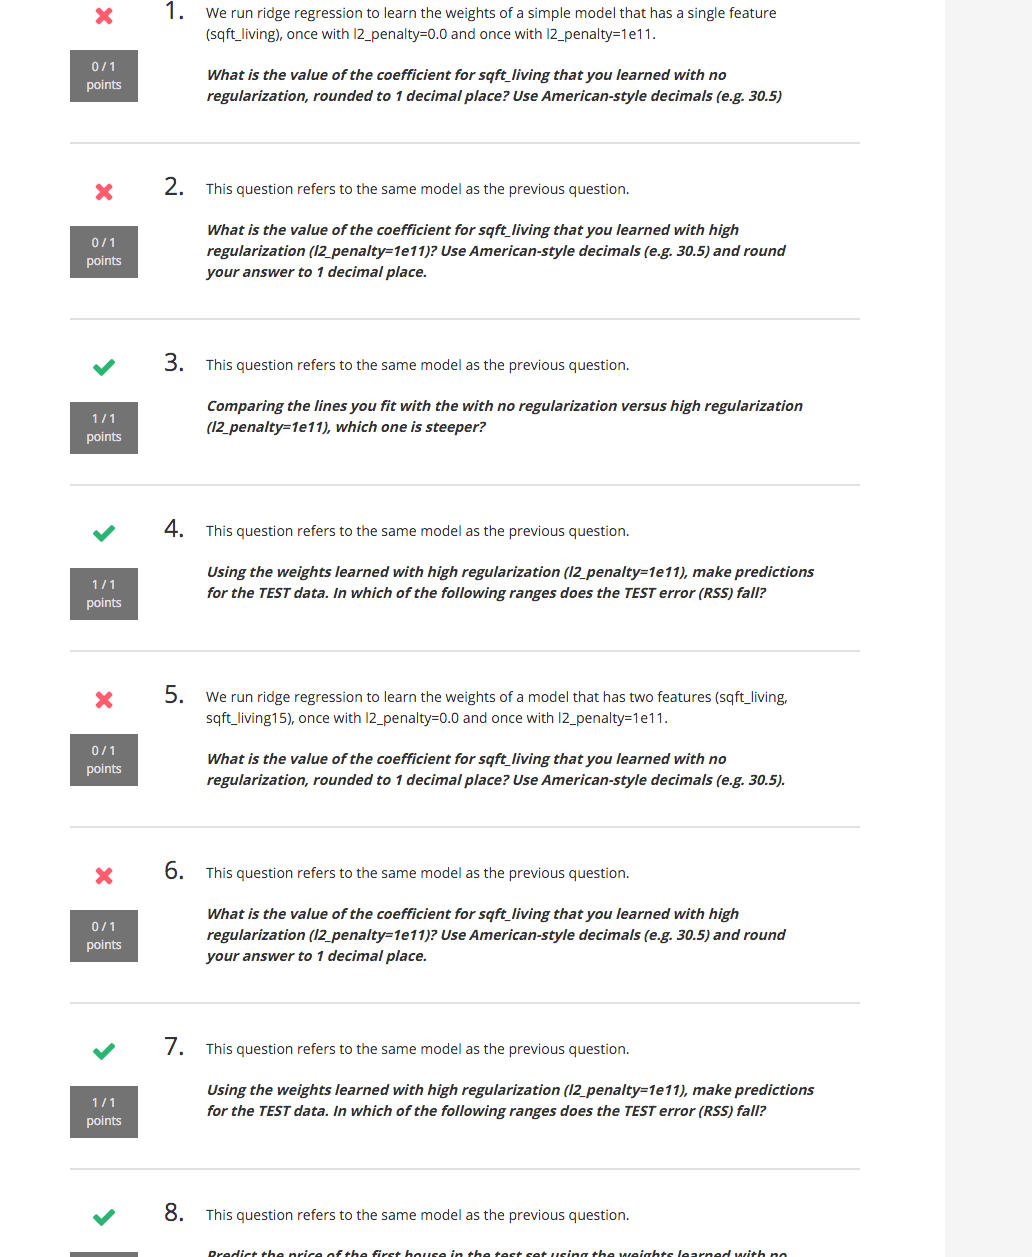 1. We run ridge regression to learn the weights of a simple model that has a single feature
(sqft_living), once with l2_penalty=0.0 and once with l2_penalty=1e11.
0 / 1
points
What is the value of the coefficient for sqft_living that you learned with no
regularization, rounded to 1 decimal place? Use American-style decimals (e.g. 30.5)
2. This question refers to the same model as the previous question.
0 / 1
points
What is the value of the coefficient for sqft_living that you learned with high
regularization (l2_penalty=1e11)? Use American-style decimals (e.g. 30.5) and round
your answer to 1 decimal place.
3. This question refers to the same model as the previous question.
1 / 1
points
Comparing the lines you fit with the with no regularization versus high regularization
(l2_penalty=1e11), which one is steeper?
4. This question refers to the same model as the previous question.
1 / 1
points
Using the weights learned with high regularization (l2_penalty=1e11), make predictions
for the TEST data. In which of the following ranges does the TEST error (RSS) fall?
5. We run ridge regression to learn the weights of a model that has two features (sqft_living,
sqft_living15), once with l2_penalty=0.0 and once with l2_penalty=1e11.
0 / 1
points
What is the value of the coefficient for sqft_living that you learned with no
regularization, rounded to 1 decimal place? Use American-style decimals (e.g. 30.5).
6. This question refers to the same model as the previous question.
0 / 1
points
What is the value of the coefficient for sqft_living that you learned with high
regularization (l2_penalty=1e11)? Use American-style decimals (e.g. 30.5) and round
your answer to 1 decimal place.
7. This question refers to the same model as the previous question.
1 / 1
points
Using the weights learned with high regularization (l2_penalty=1e11), make predictions
for the TEST data. In which of the following ranges does the TEST error (RSS) fall?
8. This question refers to the same model as the previous question.
Predict the price of the first house in the test set using the weights learned with no